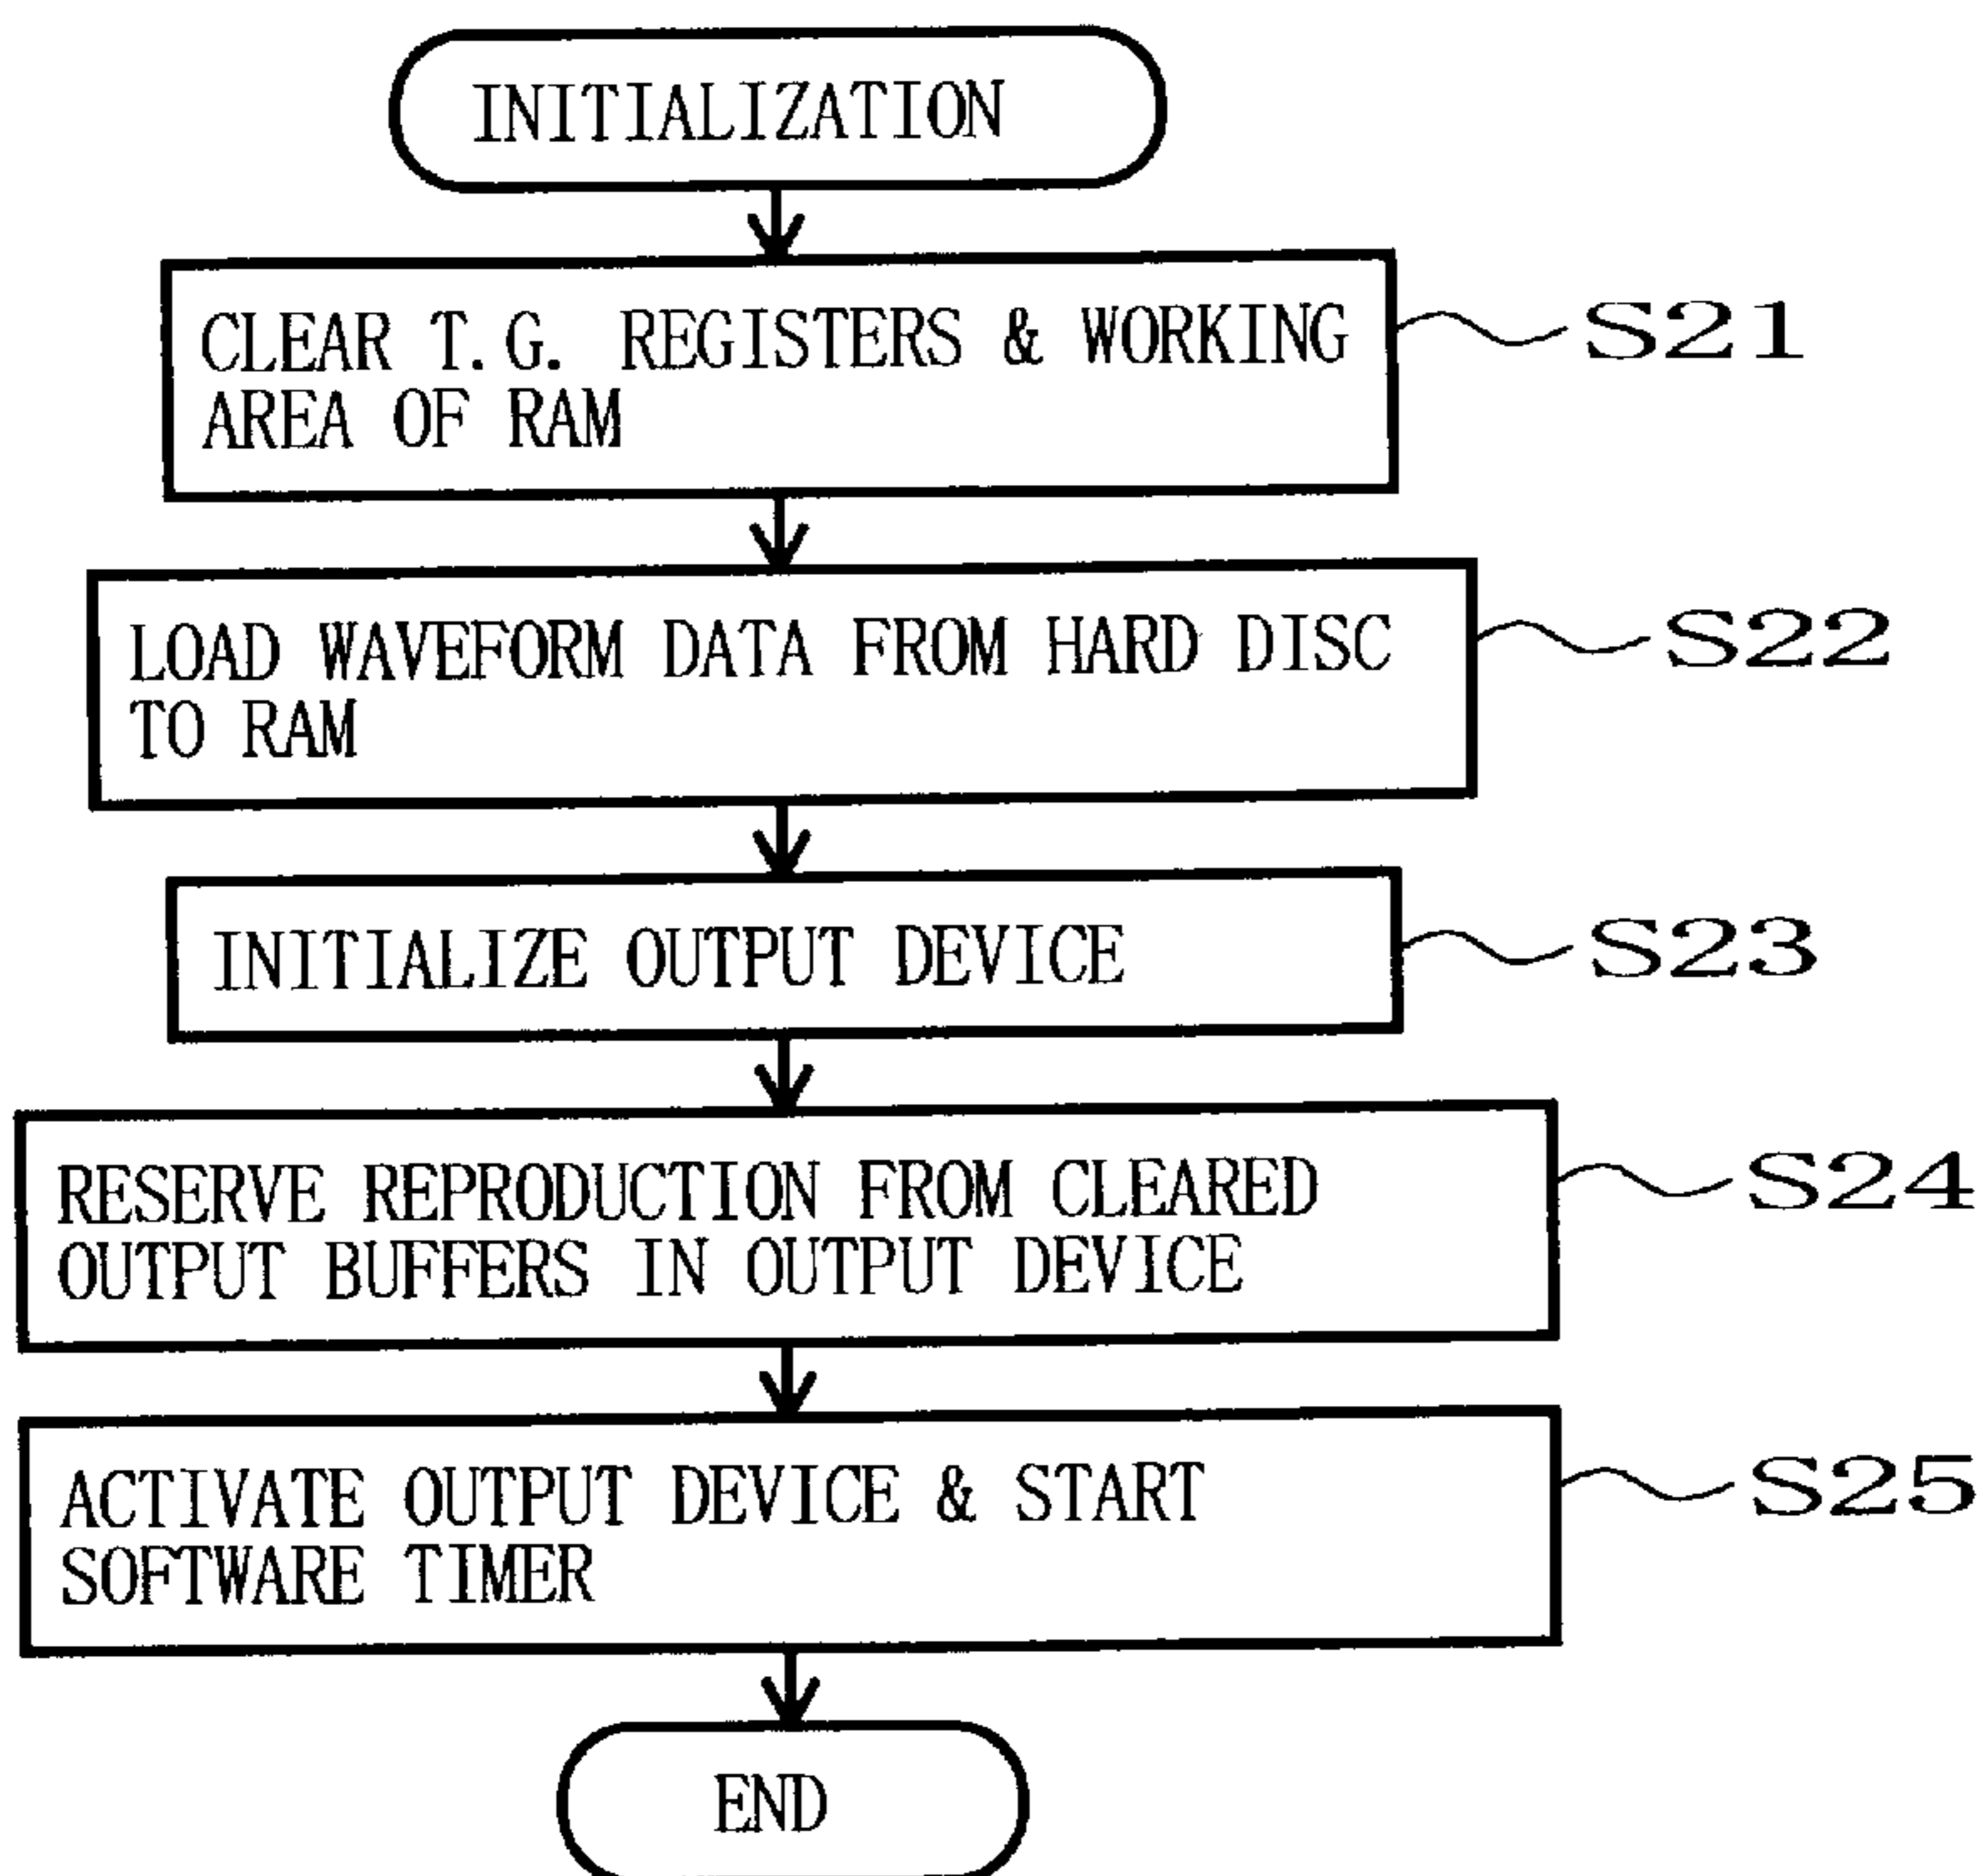 INITIALIZATION
CLEAR T. G. REGISTERS & WORKING
AREA OF RAM
S21
LOAD WAVEFORM DATA FROM HARD DISC
TO RAM
S22
INITIALIZE OUTPUT DEVICE
S23
RESERVE REPRODUCTION FROM CLEARED
OUTPUT BUFFERS IN OUTPUT DEVICE
S24
ACTIVATE OUTPUT DEVICE & START
SOFTWARE TIMER
S25
END